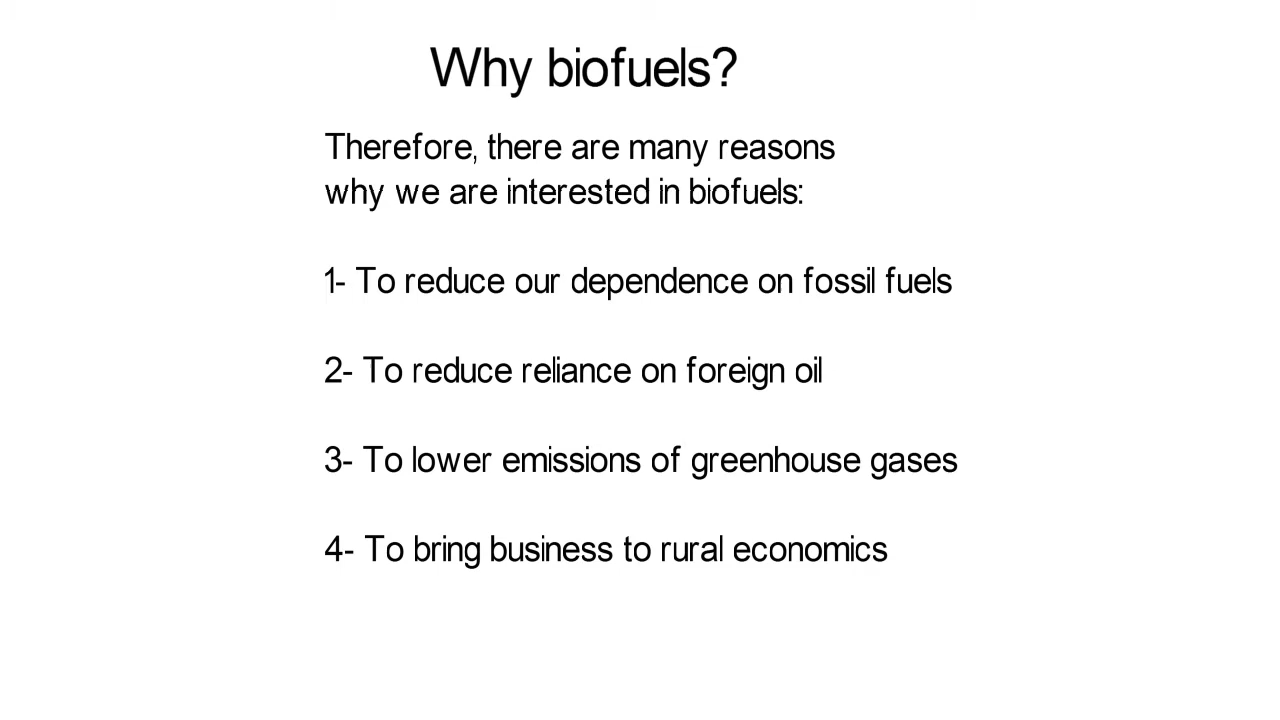 Why biofuels?
Therefore, there are many reasons
why we are interested in biofuels:
1- To reduce our dependence on fossil fuels
2- To reduce reliance on foreign oil
3- To lower emissions of greenhouse gases
4- To bring business to rural economics